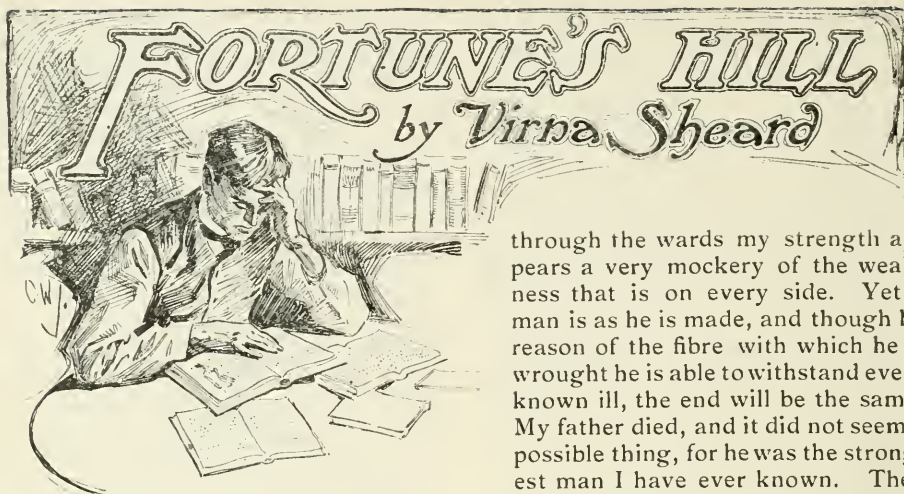 FORTUNE'S HILL
by Virna Sheard
CW
through the wards my strength a
pears a very mockery of the wea
ness that is on every side. Yet
man is as he is made, and though
reason of the fibre with which he
wrought he is able to withstand eve
known ill, the end will be the sam
My father died, and it did not seem
possible thing, for he was the strong
est man I have ever known. The